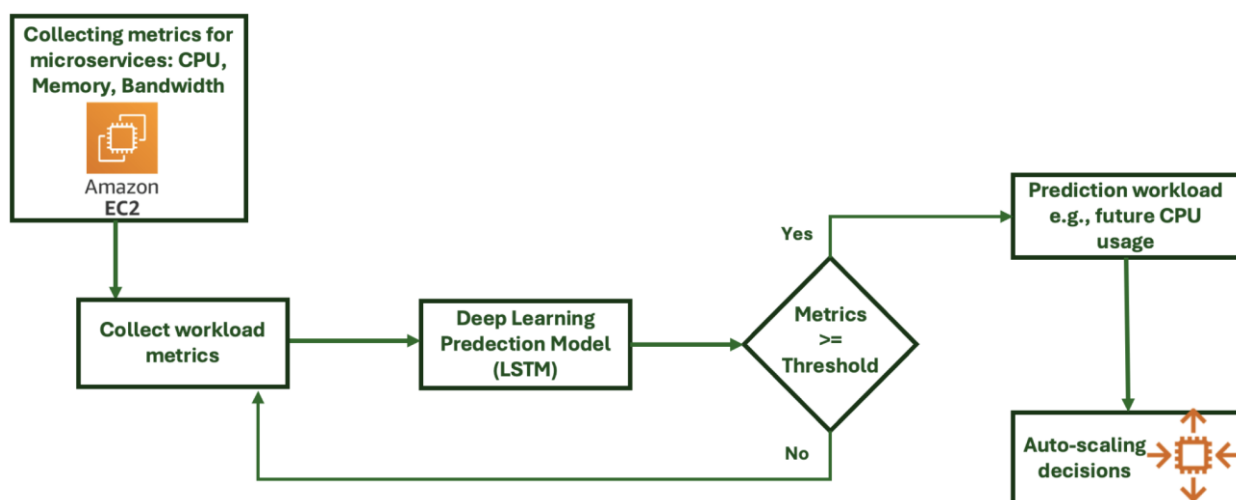 Collecting metrics for
microservices: CPU,
Memory, Bandwidth
Amazon
EC2
Collect workload
metrics
Deep Learning
Predection Model
(LSTM)
Metrics
>=
Threshold
Yes
No
Prediction workload
e.g., future CPU
usage
Auto-scaling
decisions